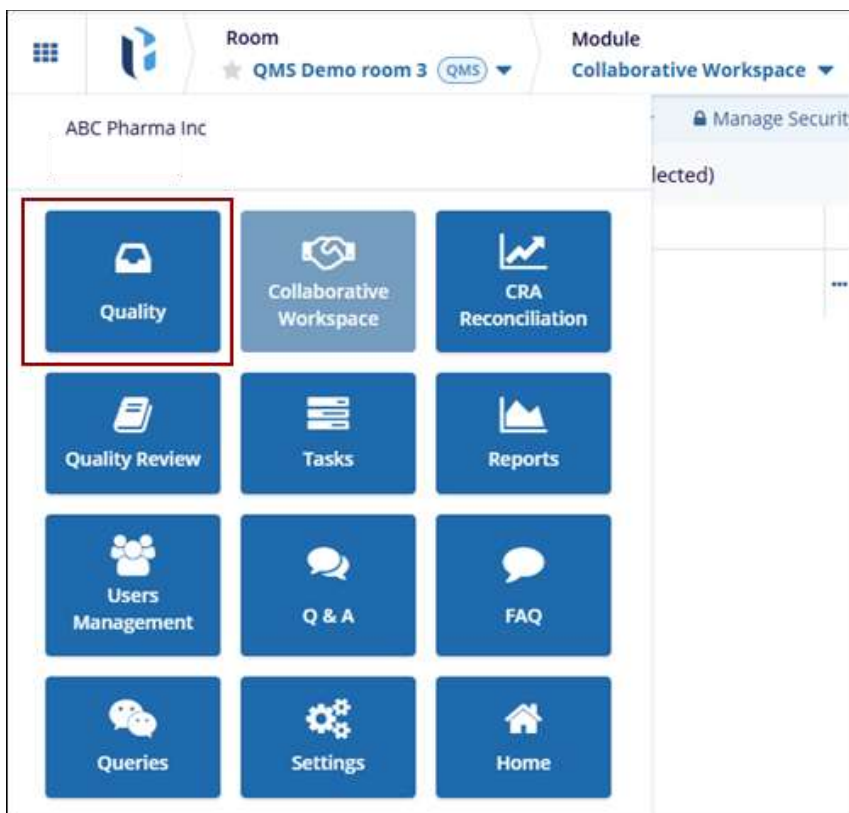 Room
QMS Demo room 3 QMS
Module
Collaborative Workspace
ABC Pharma Inc
Manage Securit
lected)
Quality
Collaborative
Workspace
CRA
Reconciliation
Quality Review
Tasks
Reports
Users
Management
Q & A
FAQ
Queries
Settings
Home